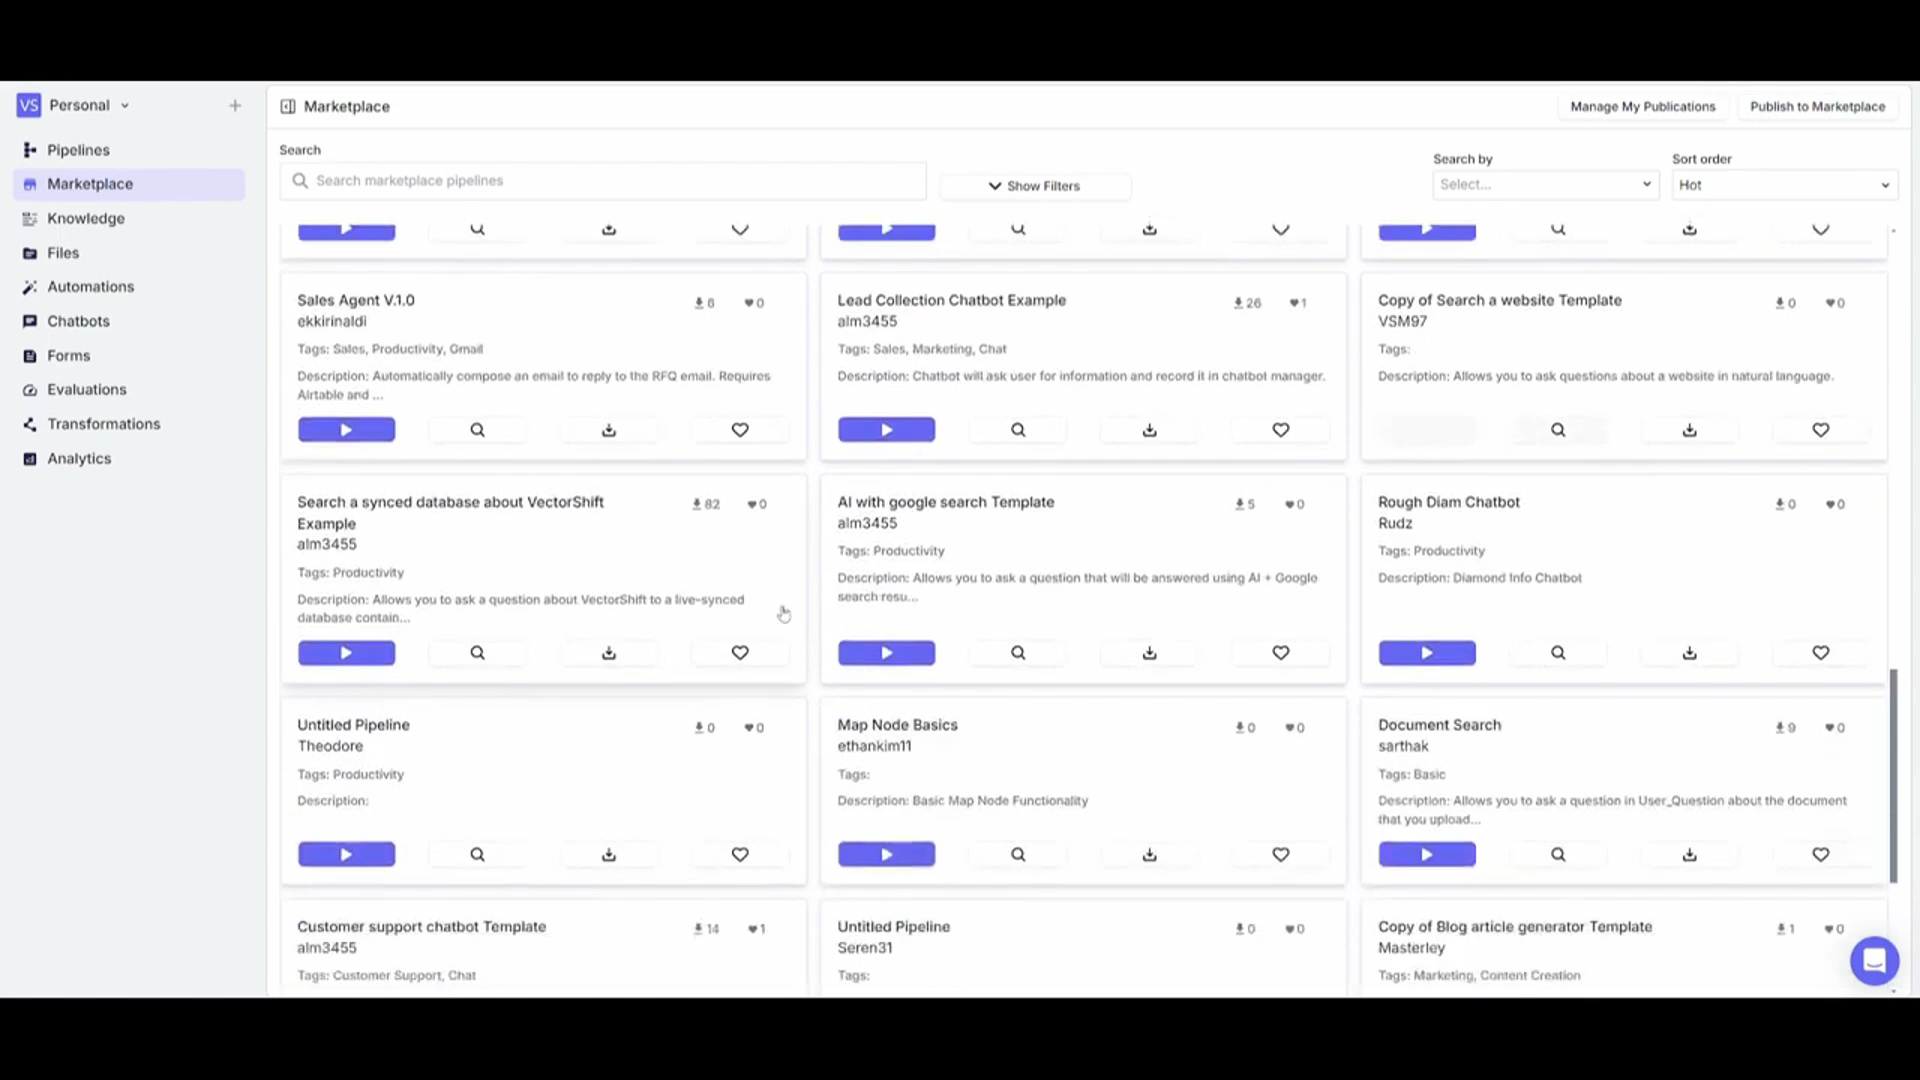 VS Personal
Marketplace
Manage My Publications
Publish to Marketplace
Pipelines
Marketplace
Knowledge
Files
Automations
Chatbots
Forms
Evaluations
Transformations
Analytics
Search
Search marketplace pipelines
Show Filters
Search by
Select...
Sort order
Hot
Sales Agent V.1.0
6
0
ekkirinaldi
Tags: Sales, Productivity, Gmail
Description: Automatically compose an email to reply to the RFQ email. Requires
Airtable and ...
Lead Collection Chatbot Example
26
1
alm3455
Tags: Sales, Marketing, Chat
Description: Chatbot will ask user for information and record it in chatbot manager.
Copy of Search a website Template
0
0
VSM97
Tags:
Description: Allows you to ask questions about a website in natural language.
Search a synced database about VectorShift
Example
82
0
alm3455
Tags: Productivity
Description: Allows you to ask a question about VectorShift to a live-synced
database contain...
AI with google search Template
5
0
alm3455
Tags: Productivity
Description: Allows you to ask a question that will be answered using AI + Google
search resu...
Rough Diam Chatbot
0
0
Rudz
Tags: Productivity
Description: Diamond Info Chatbot
Untitled Pipeline
0
0
Theodore
Tags: Productivity
Description:
Map Node Basics
0
0
ethankim11
Tags:
Description: Basic Map Node Functionality
Document Search
9
0
sarthak
Tags: Basic
Description: Allows you to ask a question in User_Question about the document
that you upload...
Customer support chatbot Template
14
1
alm3455
Tags: Customer Support, Chat
Untitled Pipeline
0
0
Seren31
Tags:
Copy of Blog article generator Template
1
0
Masterley
Tags: Marketing, Content Creation